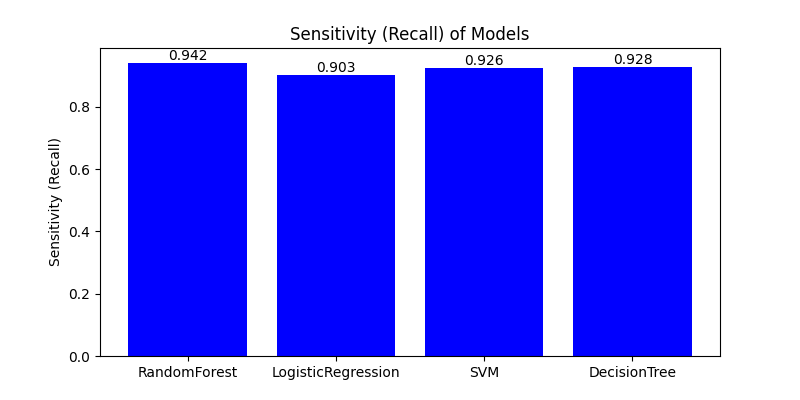 Sensitivity (Recall) of Models
Sensitivity (Recall)
0.8
0.6
0.4
0.2
0.0
0.942
0.903
0.926
0.928
RandomForest
LogisticRegression
SVM
DecisionTree